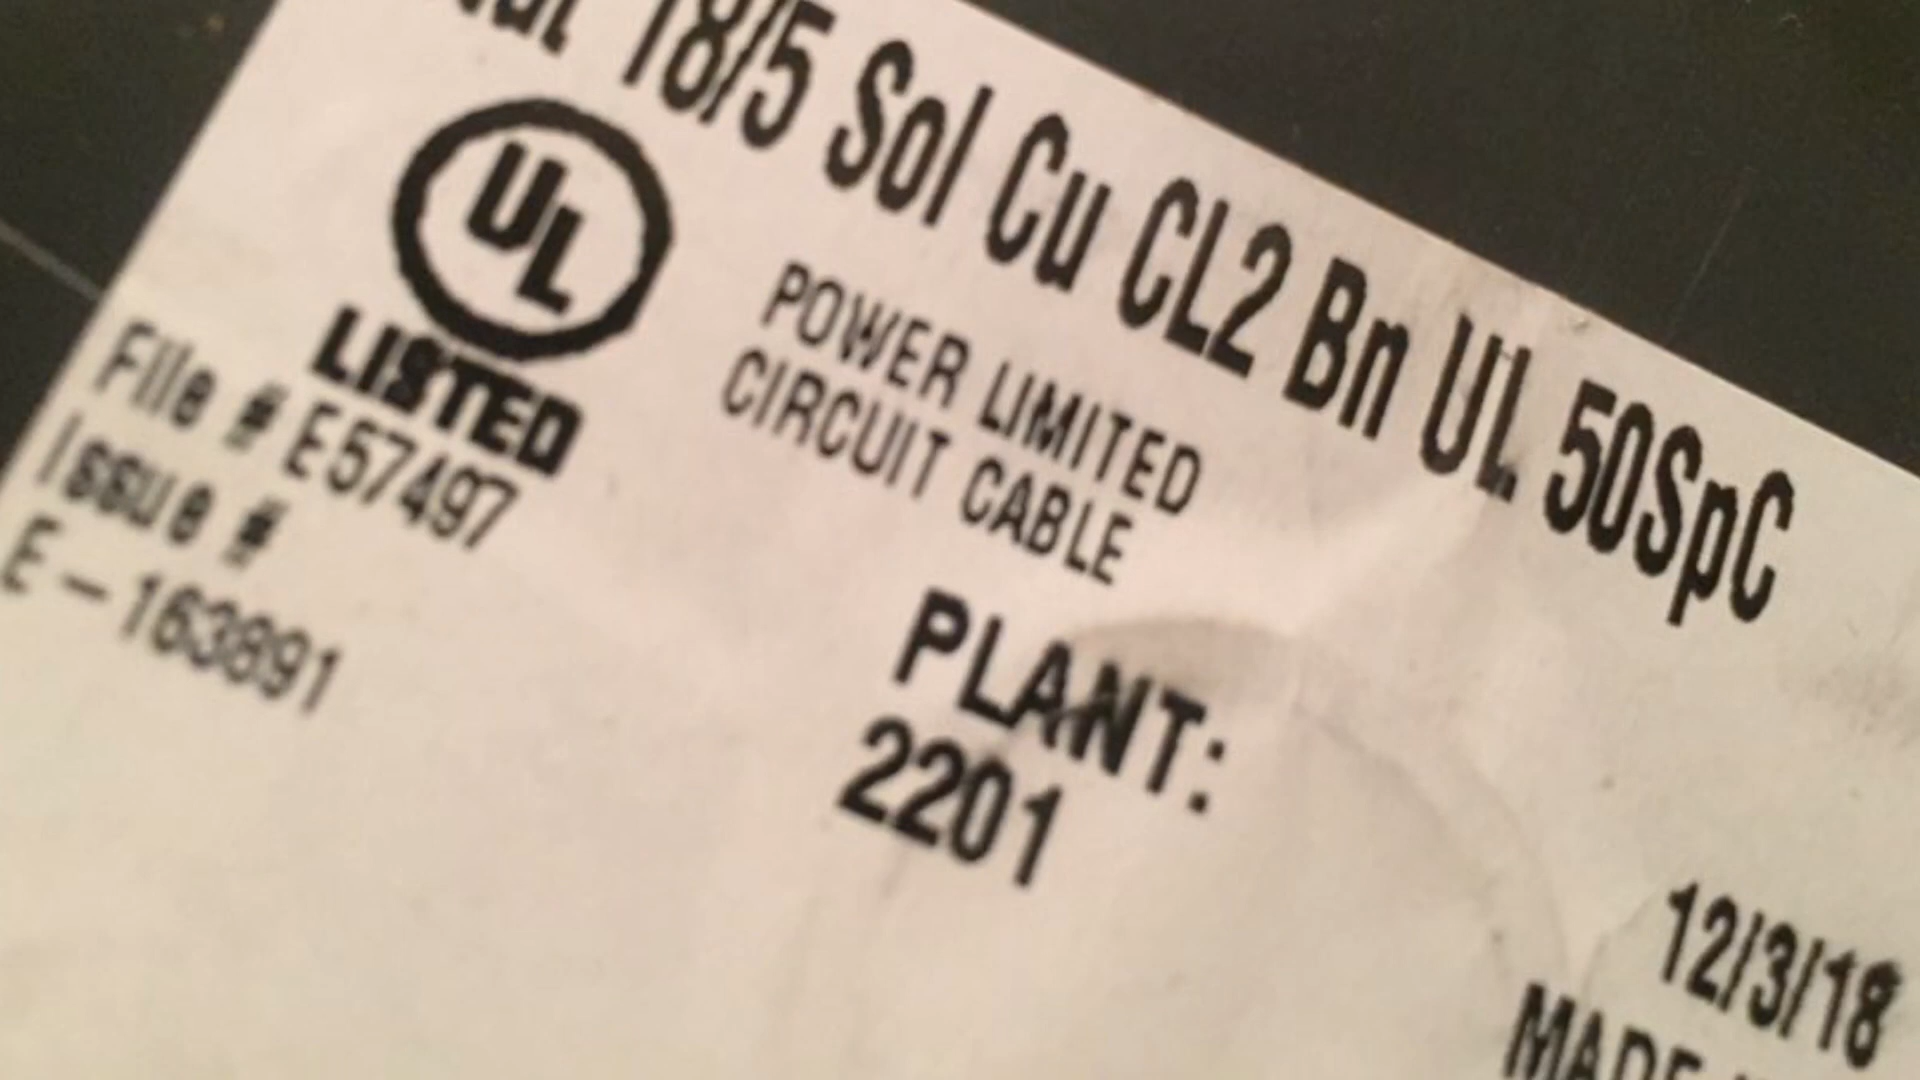 18/5 Sol Cu CL2 Bn UL 50SpC
UL
LISTED
File # E57497
Issue #
E-163891
POWER LIMITED
CIRCUIT CABLE
PLANT:
2201
12/3/18
MADE